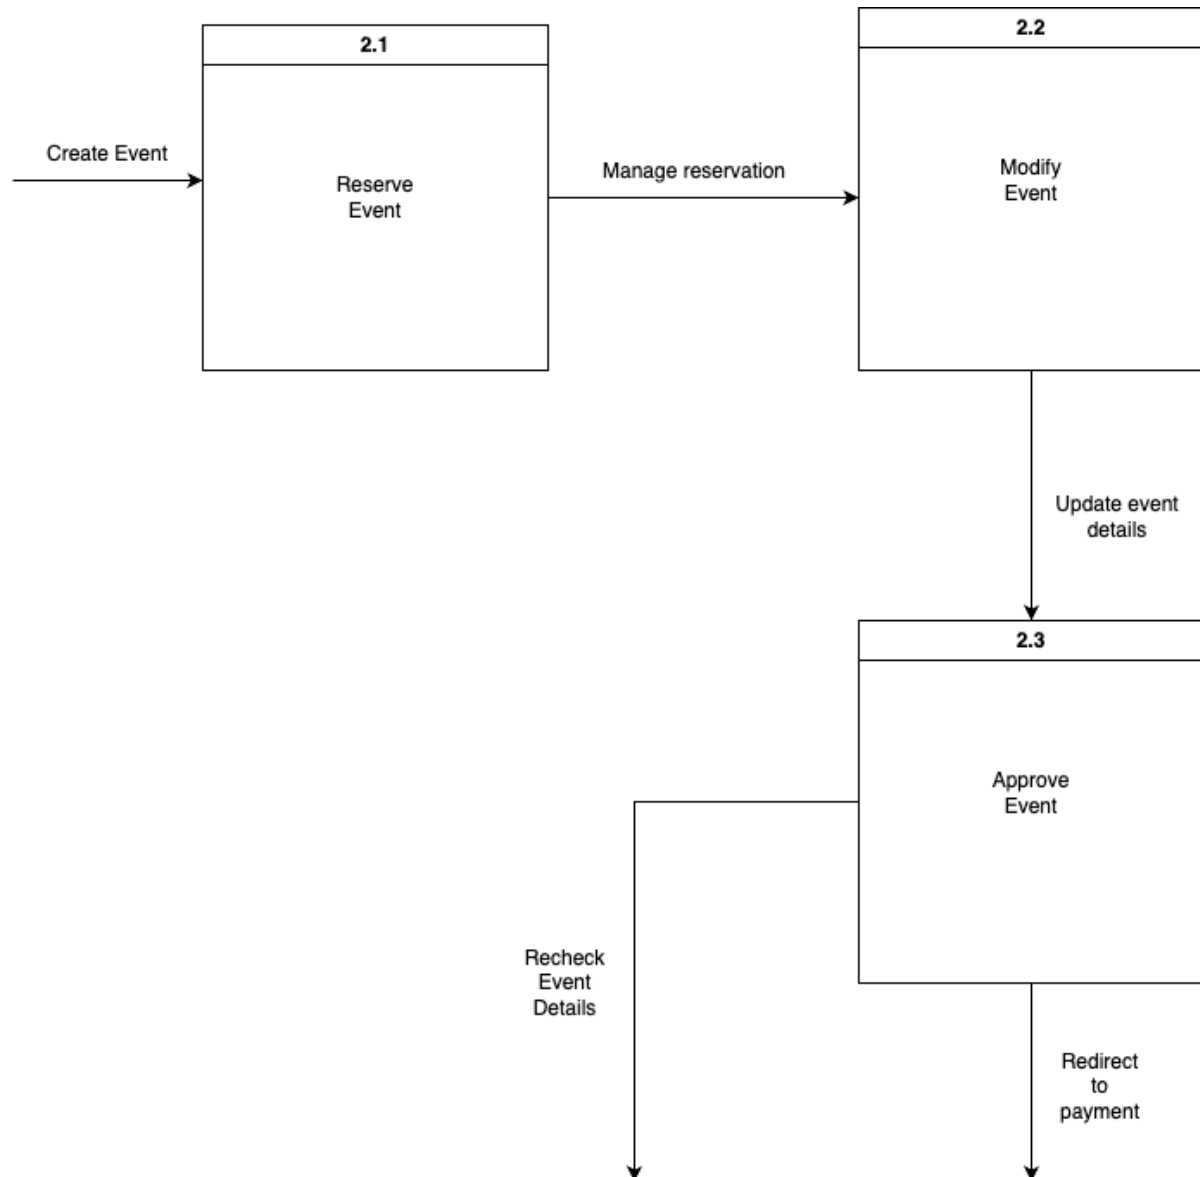 2.1
2.2
Create Event
Reserve
Event
Manage reservation
Modify
Event
Update event
details
2.3
Approve
Event
Recheck
Event
Details
Redirect
to
payment